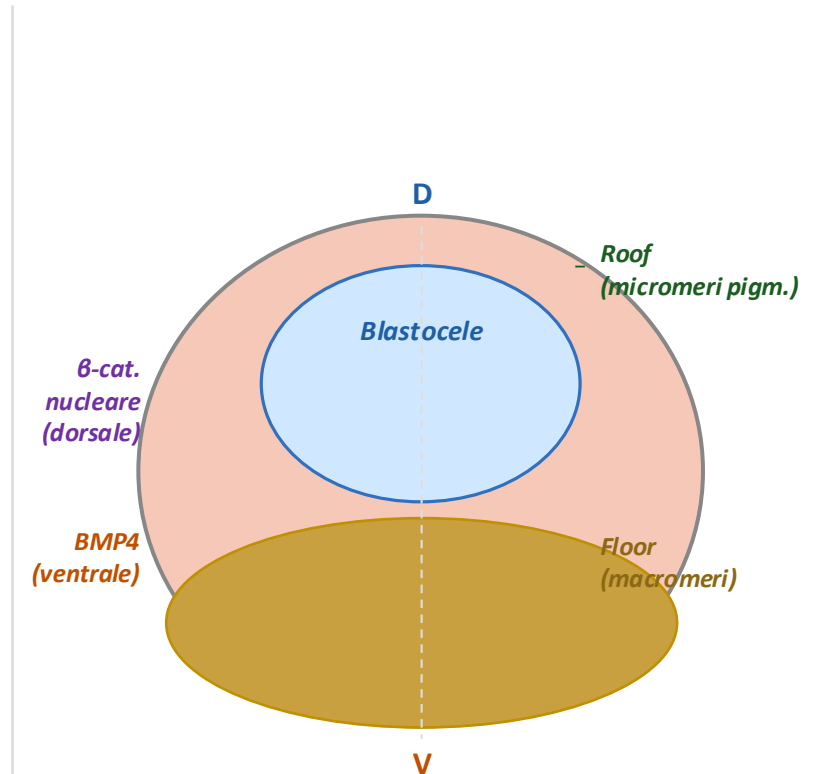 D
Roof
(micromeri pigm.)
Blastocele
β-cat.
nucleare
(dorsale)
BMP4
(ventrale)
Floor
(macromeri)
V